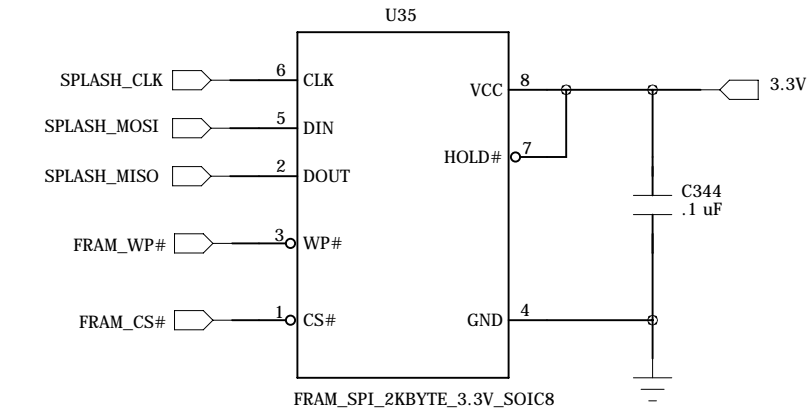 U35
SPLASH_CLK 6 CLK
VCC 8 3.3V
SPLASH_MOSI 5 DIN
HOLD# 7
SPLASH_MISO 2 DOUT
C344
.1 uF
FRAM_WP# 3 WP#
FRAM_CS# 1 CS#
GND 4
FRAM_SPI_2KBYTE_3.3V_SOIC8